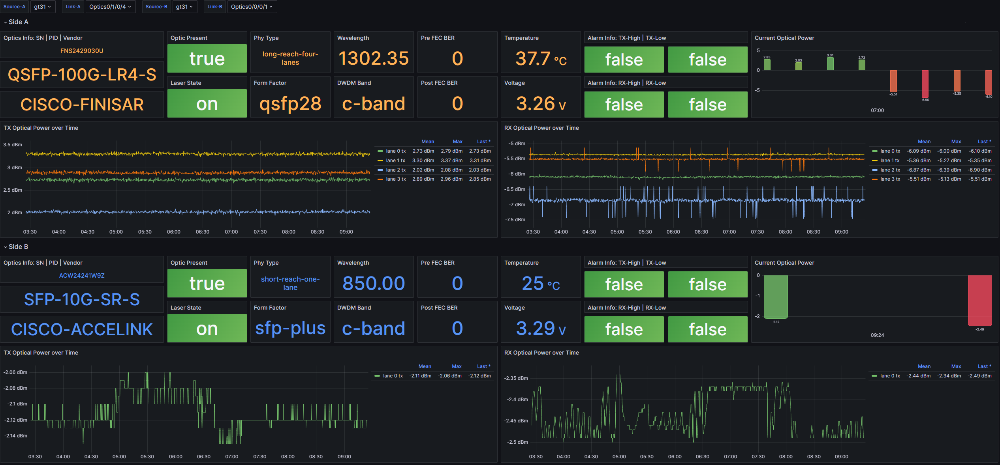 Source-A gt31 Link-A Optics0/1/0/4 Source-B gt31 Link-B Optics0/0/0/1
Side A
Optics Info: SN | PID | Vendor
FNS2429030U
QSFP-100G-LR4-S
CISCO-FINISAR
Optic Present
true
Laser State
on
Phy Type
long-reach-four-
lanes
Form Factor
qsfp28
Wavelength
1302.35
DWDM Band
c-band
Pre FEC BER
0
Post FEC BER
0
Temperature
37.7 °C
Voltage
3.26 V
Alarm Info: TX-High | TX-Low
false false
Alarm Info: RX-High | RX-Low
false false
Current Optical Power
5
0
-5
2.85 2.03 3.31 2.73
-5.51 -6.90 -5.35 -6.10
07:00
TX Optical Power over Time
3.5 dBm
3 dBm
2.5 dBm
2 dBm
03:30 04:00 04:30 05:00 05:30 06:00 06:30 07:00 07:30 08:00 08:30 09:00
Mean Max Last *
lane 0 tx 2.73 dBm 2.79 dBm 2.73 dBm
lane 1 tx 3.30 dBm 3.37 dBm 3.31 dBm
lane 2 tx 2.02 dBm 2.08 dBm 2.03 dBm
lane 3 tx 2.89 dBm 2.96 dBm 2.85 dBm
RX Optical Power over Time
-5 dBm
-5.5 dBm
-6 dBm
-6.5 dBm
-7 dBm
-7.5 dBm
03:30 04:00 04:30 05:00 05:30 06:00 06:30 07:00 07:30 08:00 08:30 09:00
Mean Max Last *
lane 0 tx -6.09 dBm -6.00 dBm -6.10 dBm
lane 1 tx -5.36 dBm -5.27 dBm -5.35 dBm
lane 2 tx -6.87 dBm -6.39 dBm -6.90 dBm
lane 3 tx -5.51 dBm -5.13 dBm -5.51 dBm
Side B
Optics Info: SN | PID | Vendor
ACW24241W9Z
SFP-10G-SR-S
CISCO-ACCELINK
Optic Present
true
Laser State
on
Phy Type
short-reach-one-
lane
Form Factor
sfp-plus
Wavelength
850.00
DWDM Band
c-band
Pre FEC BER
0
Post FEC BER
0
Temperature
25 °C
Voltage
3.29 V
Alarm Info: TX-High | TX-Low
false false
Alarm Info: RX-High | RX-Low
false false
Current Optical Power
0
-1
-2
-2.12
-2.49
09:24
TX Optical Power over Time
-2.06 dBm
-2.08 dBm
-2.1 dBm
-2.12 dBm
-2.14 dBm
03:30 04:00 04:30 05:00 05:30 06:00 06:30 07:00 07:30 08:00 08:30 09:00
Mean Max Last *
lane 0 tx -2.11 dBm -2.06 dBm -2.12 dBm
RX Optical Power over Time
-2.35 dBm
-2.4 dBm
-2.45 dBm
-2.5 dBm
03:30 04:00 04:30 05:00 05:30 06:00 06:30 07:00 07:30 08:00 08:30 09:00
Mean Max Last *
lane 0 tx -2.44 dBm -2.34 dBm -2.49 dBm